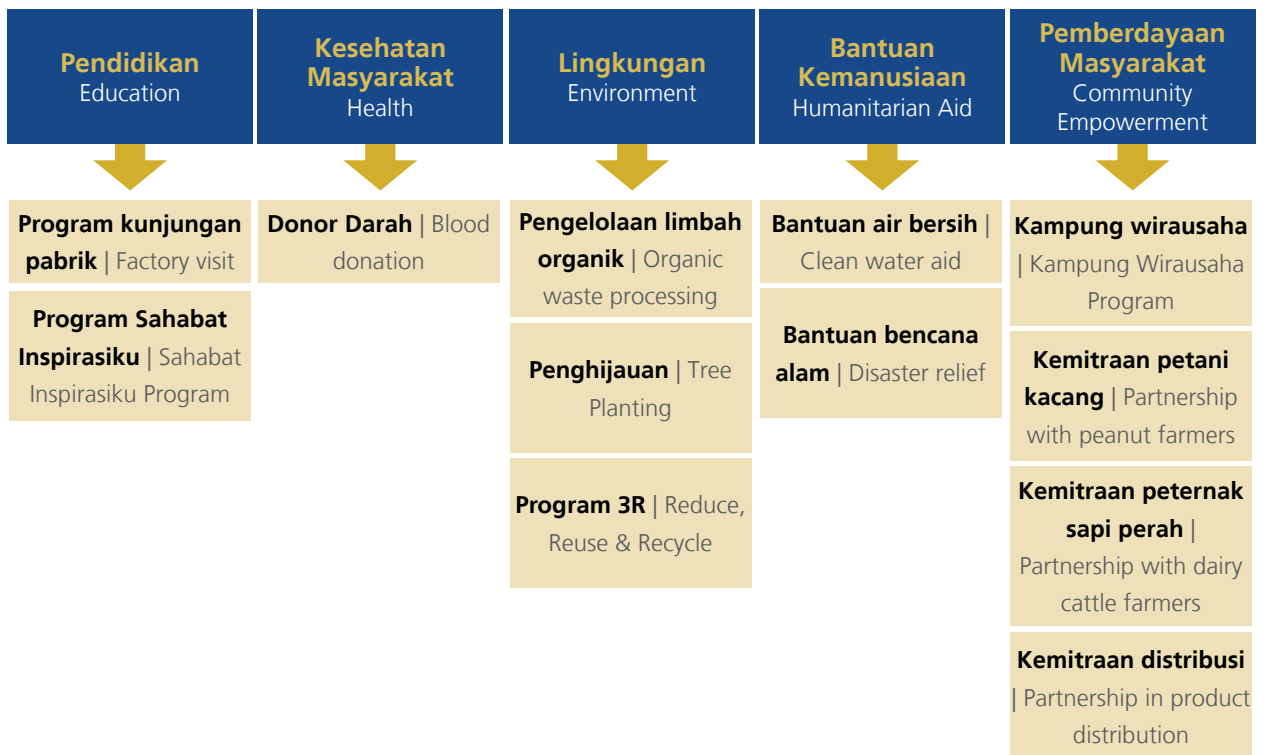 Pendidikan
Education
Kesehatan
Masyarakat
Health
Lingkungan
Environment
Bantuan
Kemanusiaan
Humanitarian Aid
Pemberdayaan
Masyarakat
Community
Empowerment
Program kunjungan
pabrik | Factory visit
Program Sahabat
Inspirasiku | Sahabat
Inspirasiku Program
Donor Darah | Blood
donation
Pengelolaan limbah
organik | Organic
waste processing
Penghijauan | Tree
Planting
Program 3R | Reduce,
Reuse & Recycle
Bantuan air bersih |
Clean water aid
Bantuan bencana
alam | Disaster relief
Kampung wirausaha
| Kampung Wirausaha
Program
Kemitraan petani
kacang | Partnership
with peanut farmers
Kemitraan peternak
sapi perah |
Partnership with dairy
cattle farmers
Kemitraan distribusi
| Partnership in product
distribution